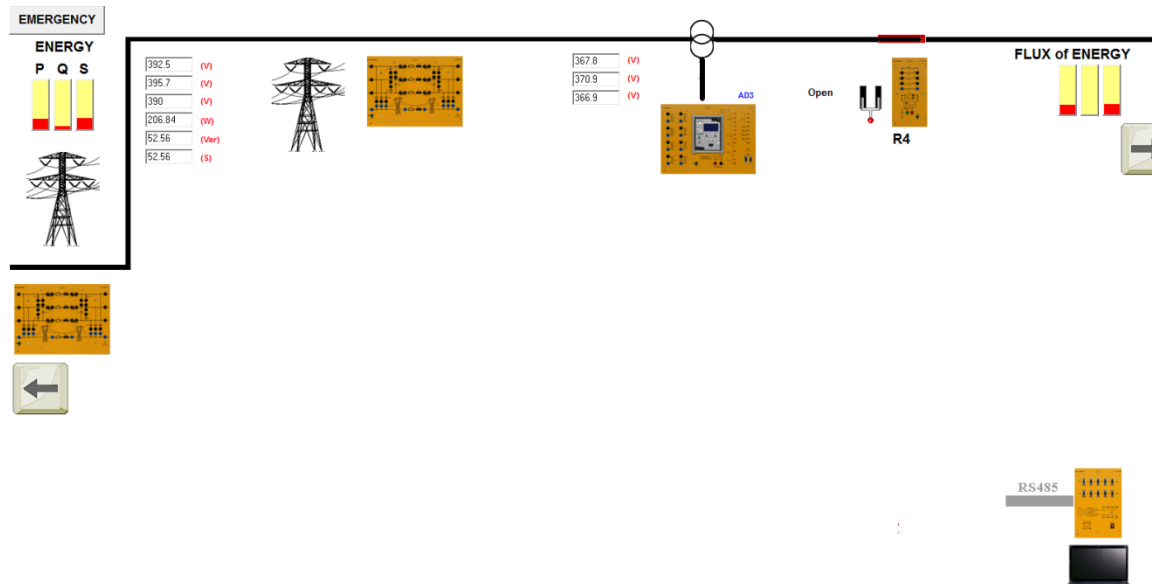 EMERGENCY
ENERGY
P Q S
392.5 (V)
395.7 (V)
390 (V)
206.84 (W)
52.56 (Var)
52.56 (S)
367.8 (V)
370.9 (V)
366.9 (V)
AD3
Open
R4
FLUX of ENERGY
RS485